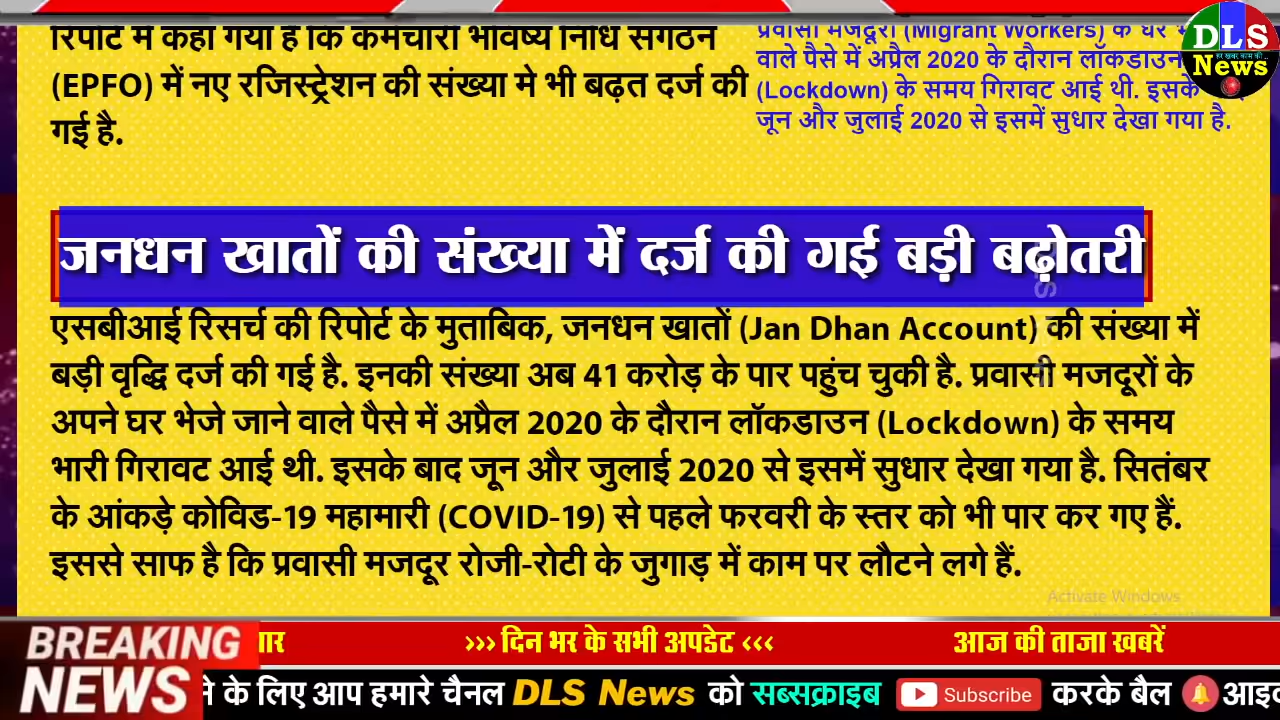 रिपोर्ट में कहा गया है कि कर्मचारी भविष्य निधि संगठन
(EPFO) में नए रजिस्ट्रेशन की संख्या मे भी बढ़त दर्ज की
गई है.
प्रवासी मजदूरों (Migrant Workers) के घर
वाले पैसे में अप्रैल 2020 के दौरान लॉकडाउन
(Lockdown) के समय गिरावट आई थी. इसके
जून और जुलाई 2020 से इसमें सुधार देखा गया है.
DLS
News
जनधन खातों की संख्या में दर्ज की गई बड़ी बढ़ोतरी
एसबीआई रिसर्च की रिपोर्ट के मुताबिक, जनधन खातों (Jan Dhan Account) की संख्या में
बड़ी वृद्धि दर्ज की गई है. इनकी संख्या अब 41 करोड़ के पार पहुंच चुकी है. प्रवासी मजदूरों के
अपने घर भेजे जाने वाले पैसे में अप्रैल 2020 के दौरान लॉकडाउन (Lockdown) के समय
भारी गिरावट आई थी. इसके बाद जून और जुलाई 2020 से इसमें सुधार देखा गया है. सितंबर
के आंकड़े कोविड-19 महामारी (COVID-19) से पहले फरवरी के स्तर को भी पार कर गए हैं.
इससे साफ है कि प्रवासी मजदूर रोजी-रोटी के जुगाड़ में काम पर लौटने लगे हैं.
Activate Windows
BREAKING
NEWS
››› दिन भर के सभी अपडेट ‹‹‹ आज की ताजा खबरें
के लिए आप हमारे चैनल DLS News को सब्सक्राइब Subscribe करके बैल